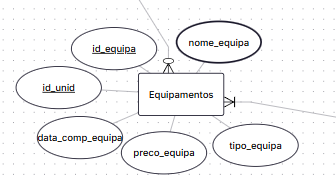 nome_equipa
id_equipa
id_unid
Equipamentos
data_comp_equipa
preco_equipa
tipo_equipa